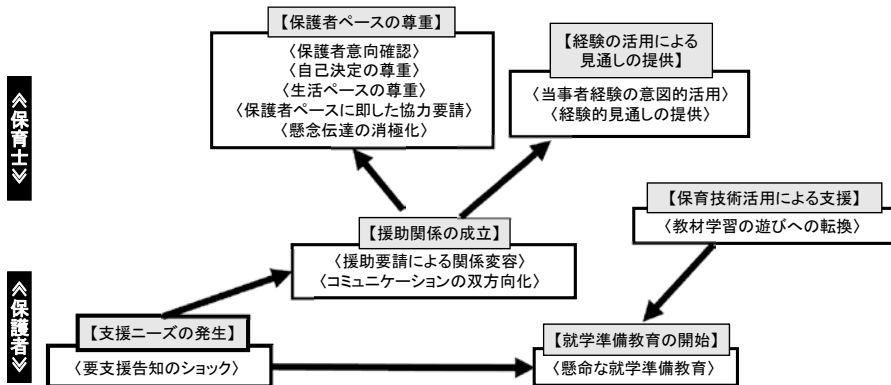 【保護者ペースの尊重】
〈保護者意向確認〉
〈自己決定の尊重〉
〈生活ペースの尊重〉
〈保護者ペースに即した協力要請〉
〈懸念伝達の消極化〉
【経験の活用による
見通しの提供】
〈当事者経験の意図的活用〉
〈経験的見通しの提供〉
≪保育士≫
【保育技術活用による支援】
〈教材学習の遊びへの転換〉
【援助関係の成立】
〈援助要請による関係変容〉
〈コミュニケーションの双方向化〉
≪保護者≫
【支援ニーズの発生】
〈要支援告知のショック〉
【就学準備教育の開始】
〈懸命な就学準備教育〉